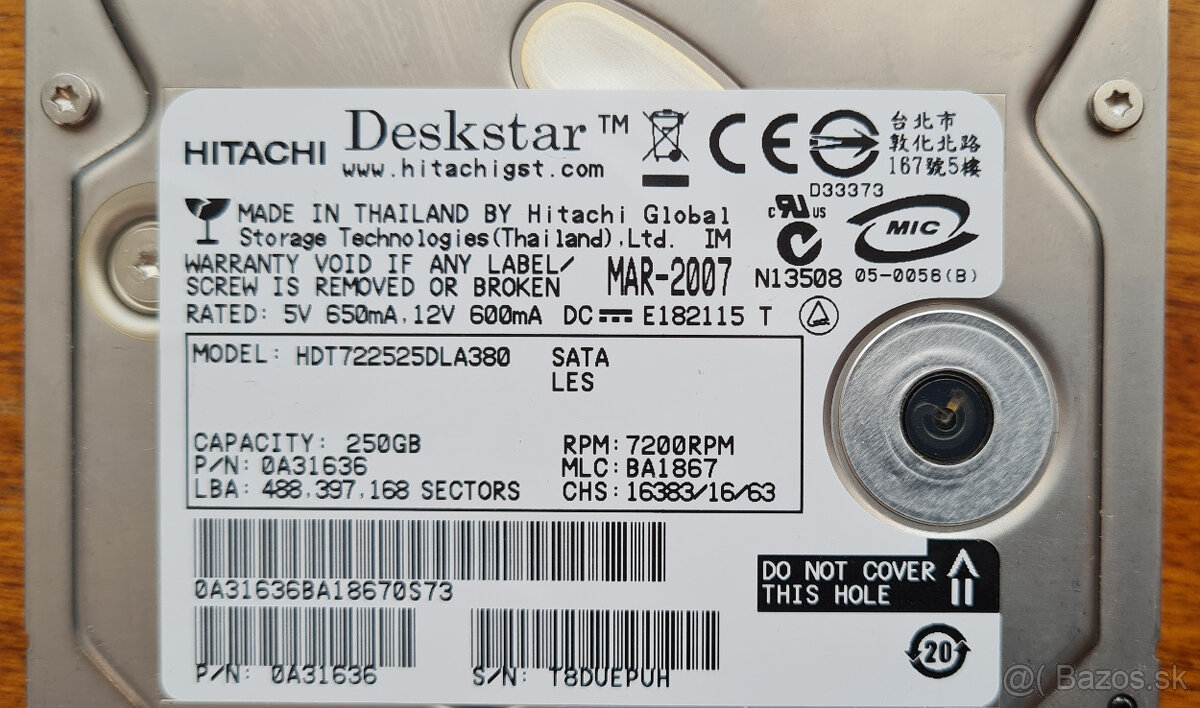 HITACHI Deskstar™
www.hitachigst.com
CE
台北市
敦化北路
167號5樓
MADE IN THAILAND BY Hitachi Global
Storage Technologies(Thailand),Ltd. IM
WARRANTY VOID IF ANY LABEL/
SCREW IS REMOVED OR BROKEN
MAR-2007
D33373
c RU US
N13508
MIC
05-0056(B)
RATED: 5V 650mA, 12V 600mA DC E182115 T
MODEL: HDT722525DLA380 SATA
LES
CAPACITY: 250GB RPM: 7200RPM
P/N: 0A31636 MLC: BA1867
LBA: 488,397,168 SECTORS CHS: 16383/16/63
0A31636BA18670S73
DO NOT COVER
THIS HOLE
P/N: 0A31636 S/N: T8DUEPUH
20
@( Bazos.sk